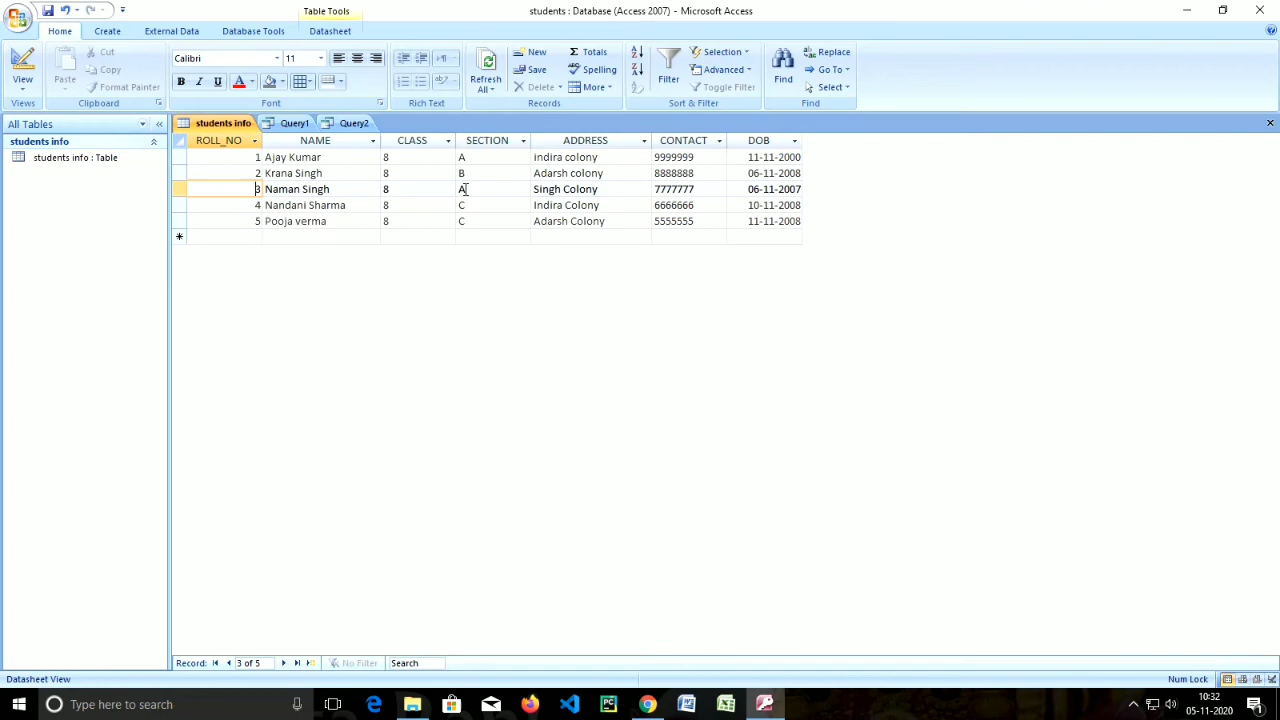 Table Tools
students : Database (Access 2007) - Microsoft Access
Home Create External Data Database Tools Datasheet
View
Views
Paste
Cut
Copy
Format Painter
Clipboard
Calibri 11
B I U A
Font
Rich Text
Refresh
All
New
Save
Delete
Totals
Spelling
More
Records
Filter
Selection
Advanced
Toggle Filter
Sort & Filter
Find
Replace
Go To
Select
Find
All Tables «
students info
students info : Table
students info Query1 Query2
ROLL_NO NAME CLASS SECTION ADDRESS CONTACT DOB
1 Ajay Kumar 8 A indira colony 9999999 11-11-2000
2 Krana Singh 8 B Adarsh colony 8888888 06-11-2008
3 Naman Singh 8 A Singh Colony 7777777 06-11-2007
4 Nandani Sharma 8 C Indira Colony 6666666 10-11-2008
5 Pooja verma 8 C Adarsh Colony 5555555 11-11-2008
Record: 3 of 5 No Filter Search
Datasheet View Num Lock
Type here to search
10:32
05-11-2020